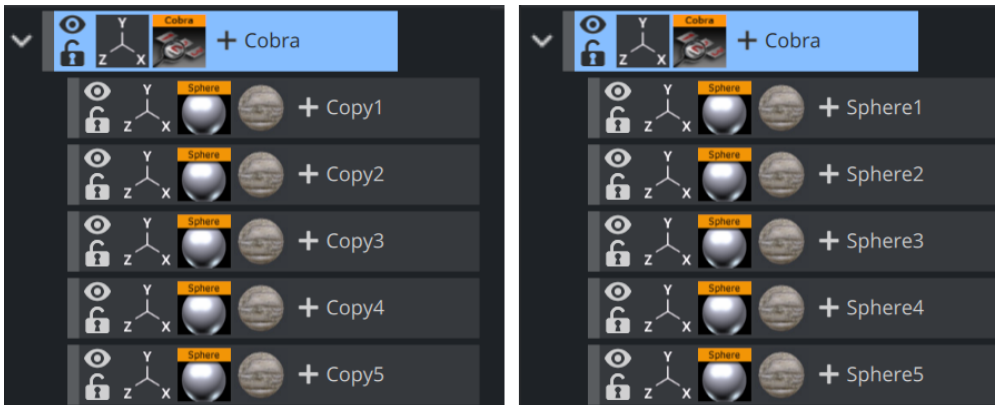 Y Z X Cobra + Cobra
Y Z X Sphere + Copy1
Y Z X Sphere + Copy2
Y Z X Sphere + Copy3
Y Z X Sphere + Copy4
Y Z X Sphere + Copy5
Y Z X Cobra + Cobra
Y Z X Sphere + Sphere1
Y Z X Sphere + Sphere2
Y Z X Sphere + Sphere3
Y Z X Sphere + Sphere4
Y Z X Sphere + Sphere5